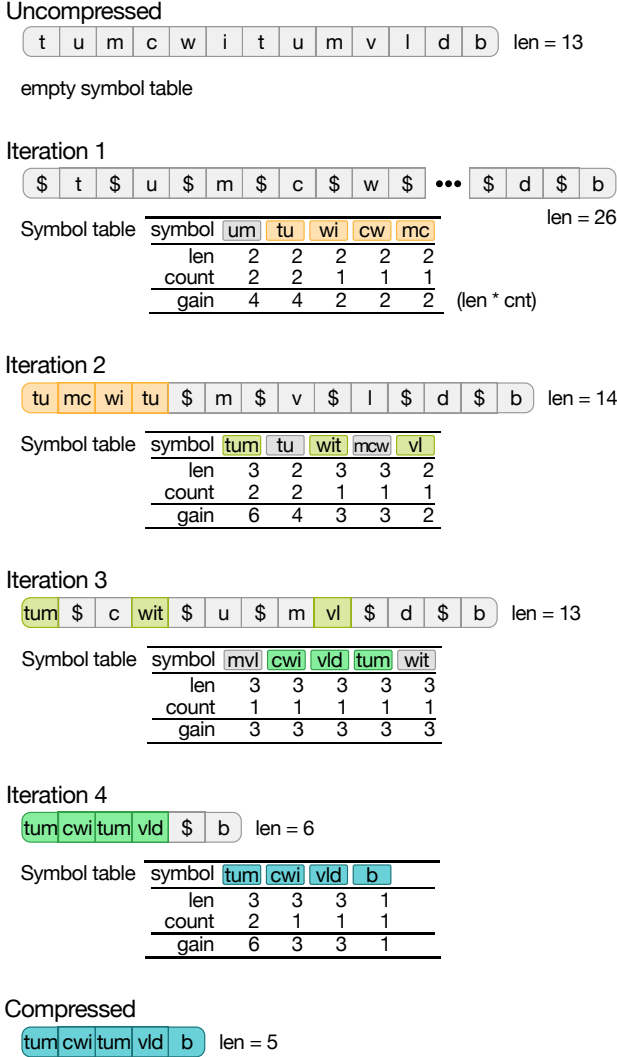 Uncompressed
t u m c w i t u m v l d b len = 13
empty symbol table
Iteration 1
$ t $ u $ m $ c $ w $ ••• $ d $ b
len = 26
Symbol table symbol um tu wi cw mc
len 2 2 2 2 2
count 2 2 1 1 1
gain 4 4 2 2 2 (len * cnt)
Iteration 2
tu mc wi tu $ m $ v $ l $ d $ b len = 14
Symbol table symbol tum tu wit mcw vl
len 3 2 3 3 2
count 2 2 1 1 1
gain 6 4 3 3 2
Iteration 3
tum $ c wit $ u $ m vl $ d $ b len = 13
Symbol table symbol mvl cwi vld tum wit
len 3 3 3 3 3
count 1 1 1 1 1
gain 3 3 3 3 3
Iteration 4
tum cwi tum vld $ b len = 6
Symbol table symbol tum cwi vld b
len 3 3 3 1
count 2 1 1 1
gain 6 3 3 1
Compressed
tum cwi tum vld b len = 5